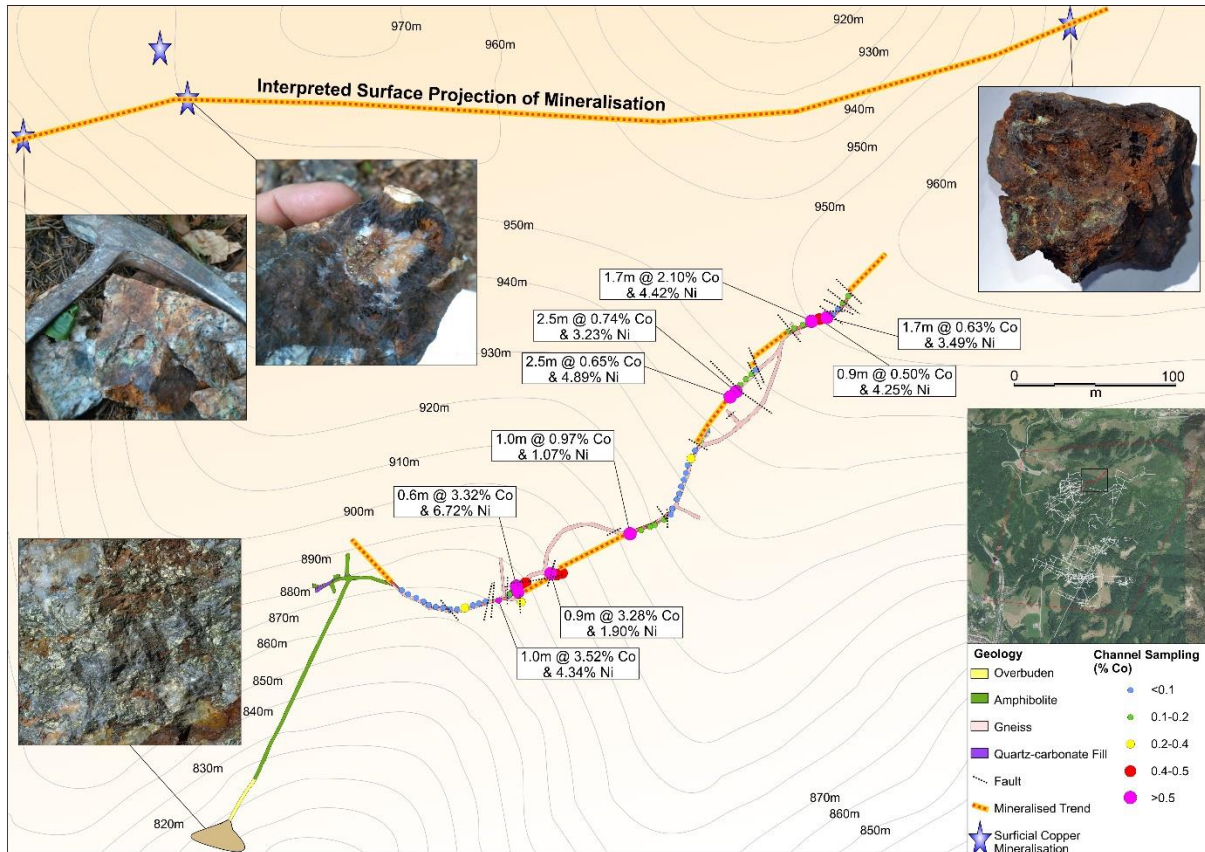 970m
960m
920m
930m
Interpreted Surface Projection of Mineralisation
940m
950m
960m
950m
950m
940m
1.7m @ 2.10% Co
& 4.42% Ni
2.5m @ 0.74% Co
& 3.23% Ni
930m
1.7m @ 0.63% Co
& 3.49% Ni
2.5m @ 0.65% Co
& 4.89% Ni
0.9m @ 0.50% Co
& 4.25% Ni
0 100
m
920m
1.0m @ 0.97% Co
& 1.07% Ni
910m
0.6m @ 3.32% Co
& 6.72% Ni
900m
890m
880m
870m
860m
850m
840m
830m
820m
0.9m @ 3.28% Co
& 1.90% Ni
1.0m @ 3.52% Co
& 4.34% Ni
870m
860m
850m
Geology
Overbuden
Amphibolite
Gneiss
Quartz-carbonate Fill
Fault
Mineralised Trend
Surficial Copper
Mineralisation
Channel Sampling
(% Co)
<0.1
0.1-0.2
0.2-0.4
0.4-0.5
>0.5